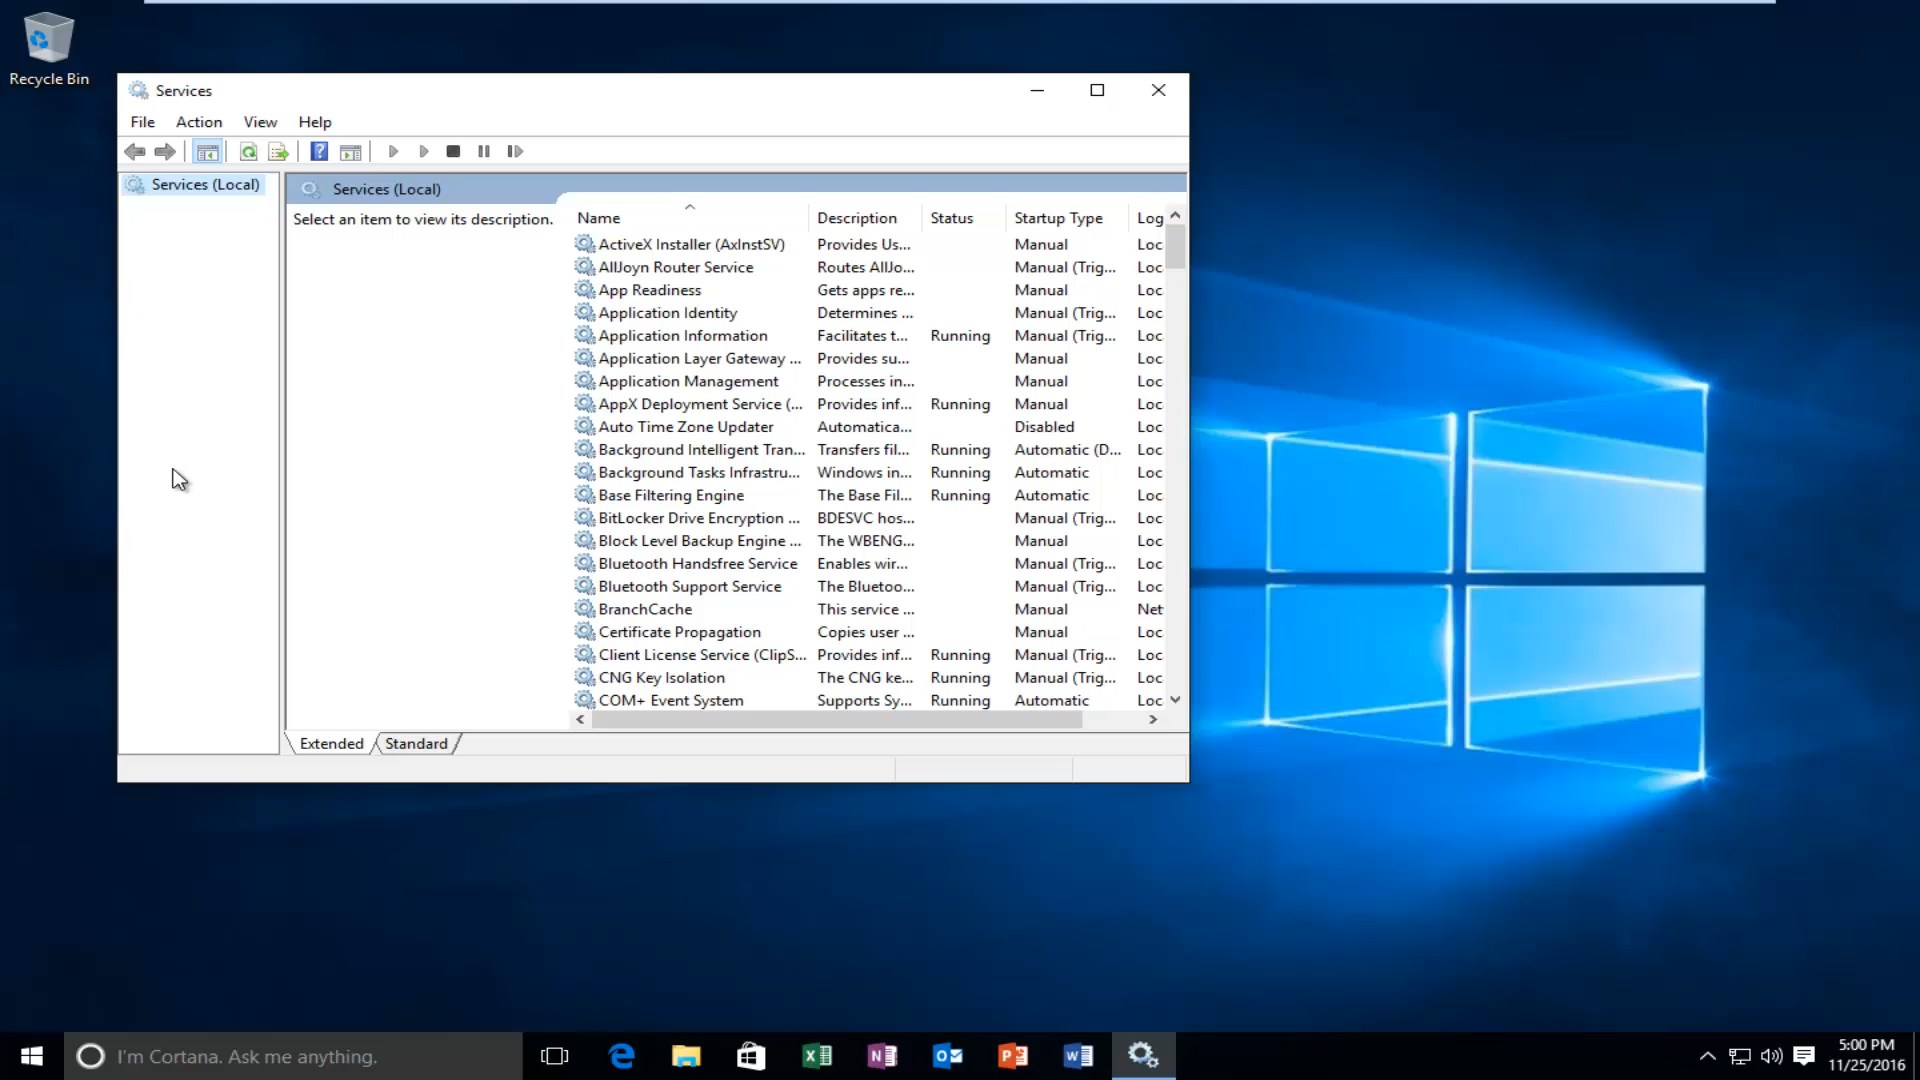 Recycle Bin
Services
File Action View Help
Services (Local)
Services (Local)
Select an item to view its description.
Name Description Status Startup Type Log
ActiveX Installer (AxInstSV) Provides Us... Manual Loc
AllJoyn Router Service Routes AllJo... Manual (Trig... Loc
App Readiness Gets apps re... Manual Loc
Application Identity Determines ... Manual (Trig... Loc
Application Information Facilitates t... Running Manual (Trig... Loc
Application Layer Gateway ... Provides su... Manual Loc
Application Management Processes in... Manual Loc
AppX Deployment Service (... Provides inf... Running Manual Loc
Auto Time Zone Updater Automatica... Disabled Loc
Background Intelligent Tran... Transfers fil... Running Automatic (D... Loc
Background Tasks Infrastru... Windows in... Running Automatic Loc
Base Filtering Engine The Base Fil... Running Automatic Loc
BitLocker Drive Encryption ... BDESVC hos... Manual (Trig... Loc
Block Level Backup Engine ... The WBENG... Manual Loc
Bluetooth Handsfree Service Enables wir... Manual (Trig... Loc
Bluetooth Support Service The Bluetoo... Manual (Trig... Loc
BranchCache This service ... Manual Net
Certificate Propagation Copies user ... Manual Loc
Client License Service (ClipS... Provides inf... Running Manual (Trig... Loc
CNG Key Isolation The CNG ke... Running Manual (Trig... Loc
COM+ Event System Supports Sy... Running Automatic Loc
Extended Standard
I'm Cortana. Ask me anything.
5:00 PM
11/25/2016